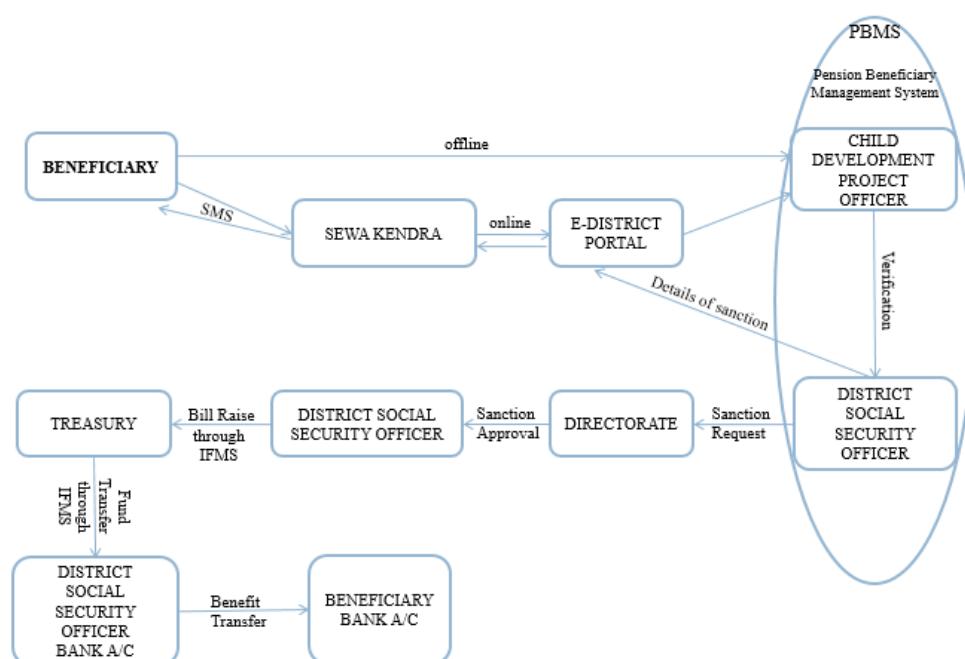 PBMS
Pension Beneficiary
Management System
BENEFICIARY
offline
CHILD
DEVELOPMENT
PROJECT
OFFICER
SMS
SEWA KENDRA
online
E-DISTRICT
PORTAL
Verification
Details of sanction
TREASURY
Bill Raise
through
IFMS
DISTRICT SOCIAL
SECURITY OFFICER
Sanction
Approval
DIRECTORATE
Sanction
Request
DISTRICT
SOCIAL
SECURITY
OFFICER
Fund
Transfer
through
IFMS
DISTRICT
SOCIAL
SECURITY
OFFICER
BANK A/C
Benefit
Transfer
BENEFICIARY
BANK A/C